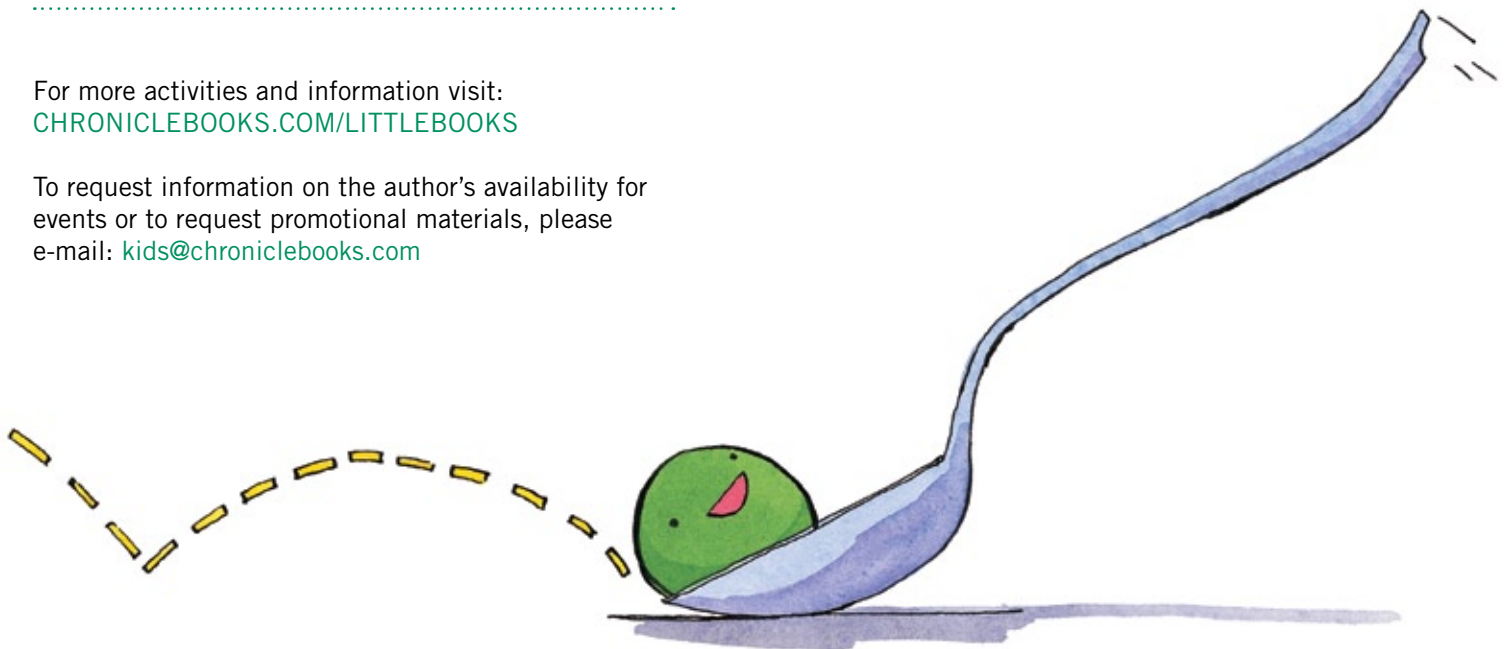 For more activities and information visit:
CHRONICLEBOOKS.COM/LITTLEBOOKS
To request information on the author’s availability for
events or to request promotional materials, please
e-mail: kids@chroniclebooks.com